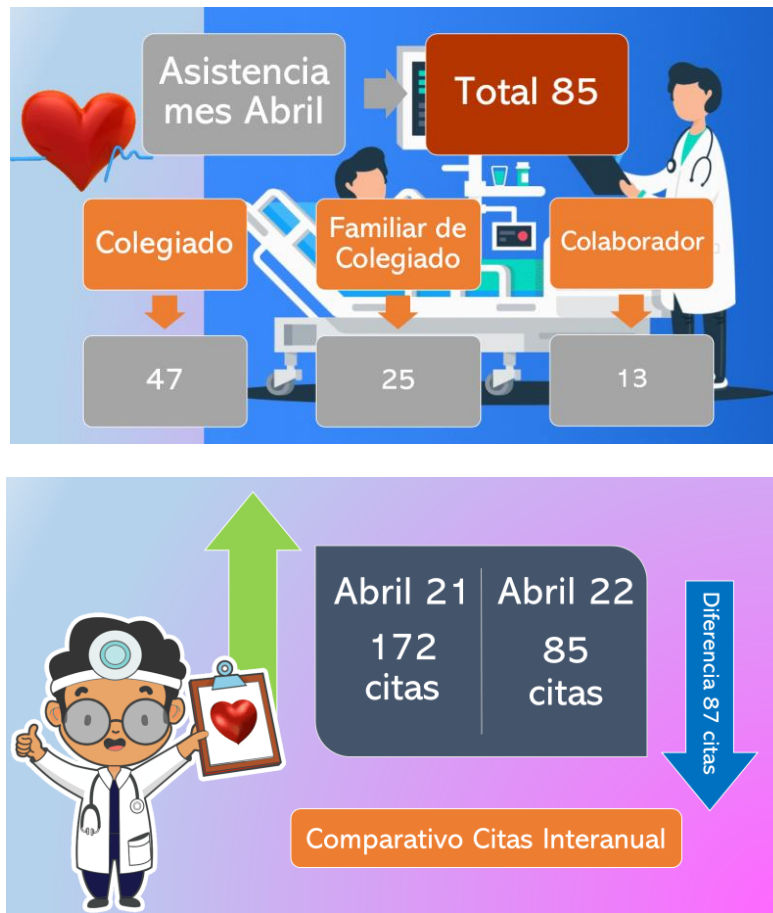 Asistencia
mes Abril
Total 85
Colegiado
Familiar de
Colegiado
Colaborador
47
25
13
Abril 21
172
citas
Abril 22
85
citas
Diferencia 87 citas
Comparativo Citas Interanual